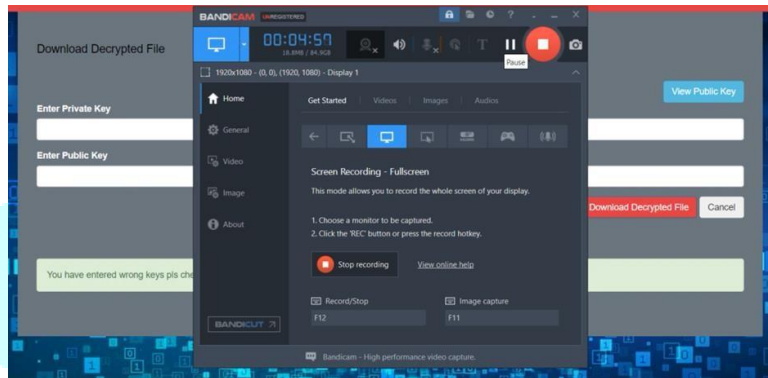 BANDICAM UNREGISTERED
00:04:57
18.8MB / 84.9GB
Pause
1920x1080 - (0, 0), (1920, 1080) - Display 1
Download Decrypted File
View Public Key
Enter Private Key
Enter Public Key
Download Decrypted File Cancel
You have entered wrong keys pls che
Home
General
Video
Image
About
BANDICUT
Get Started Videos Images Audios
Screen Recording - Fullscreen
This mode allows you to record the whole screen of your display.
1. Choose a monitor to be captured.
2. Click the 'REC' button or press the record hotkey.
Stop recording View online help
Record/Stop Image capture
F12 F11
Bandicam - High performance video capture.